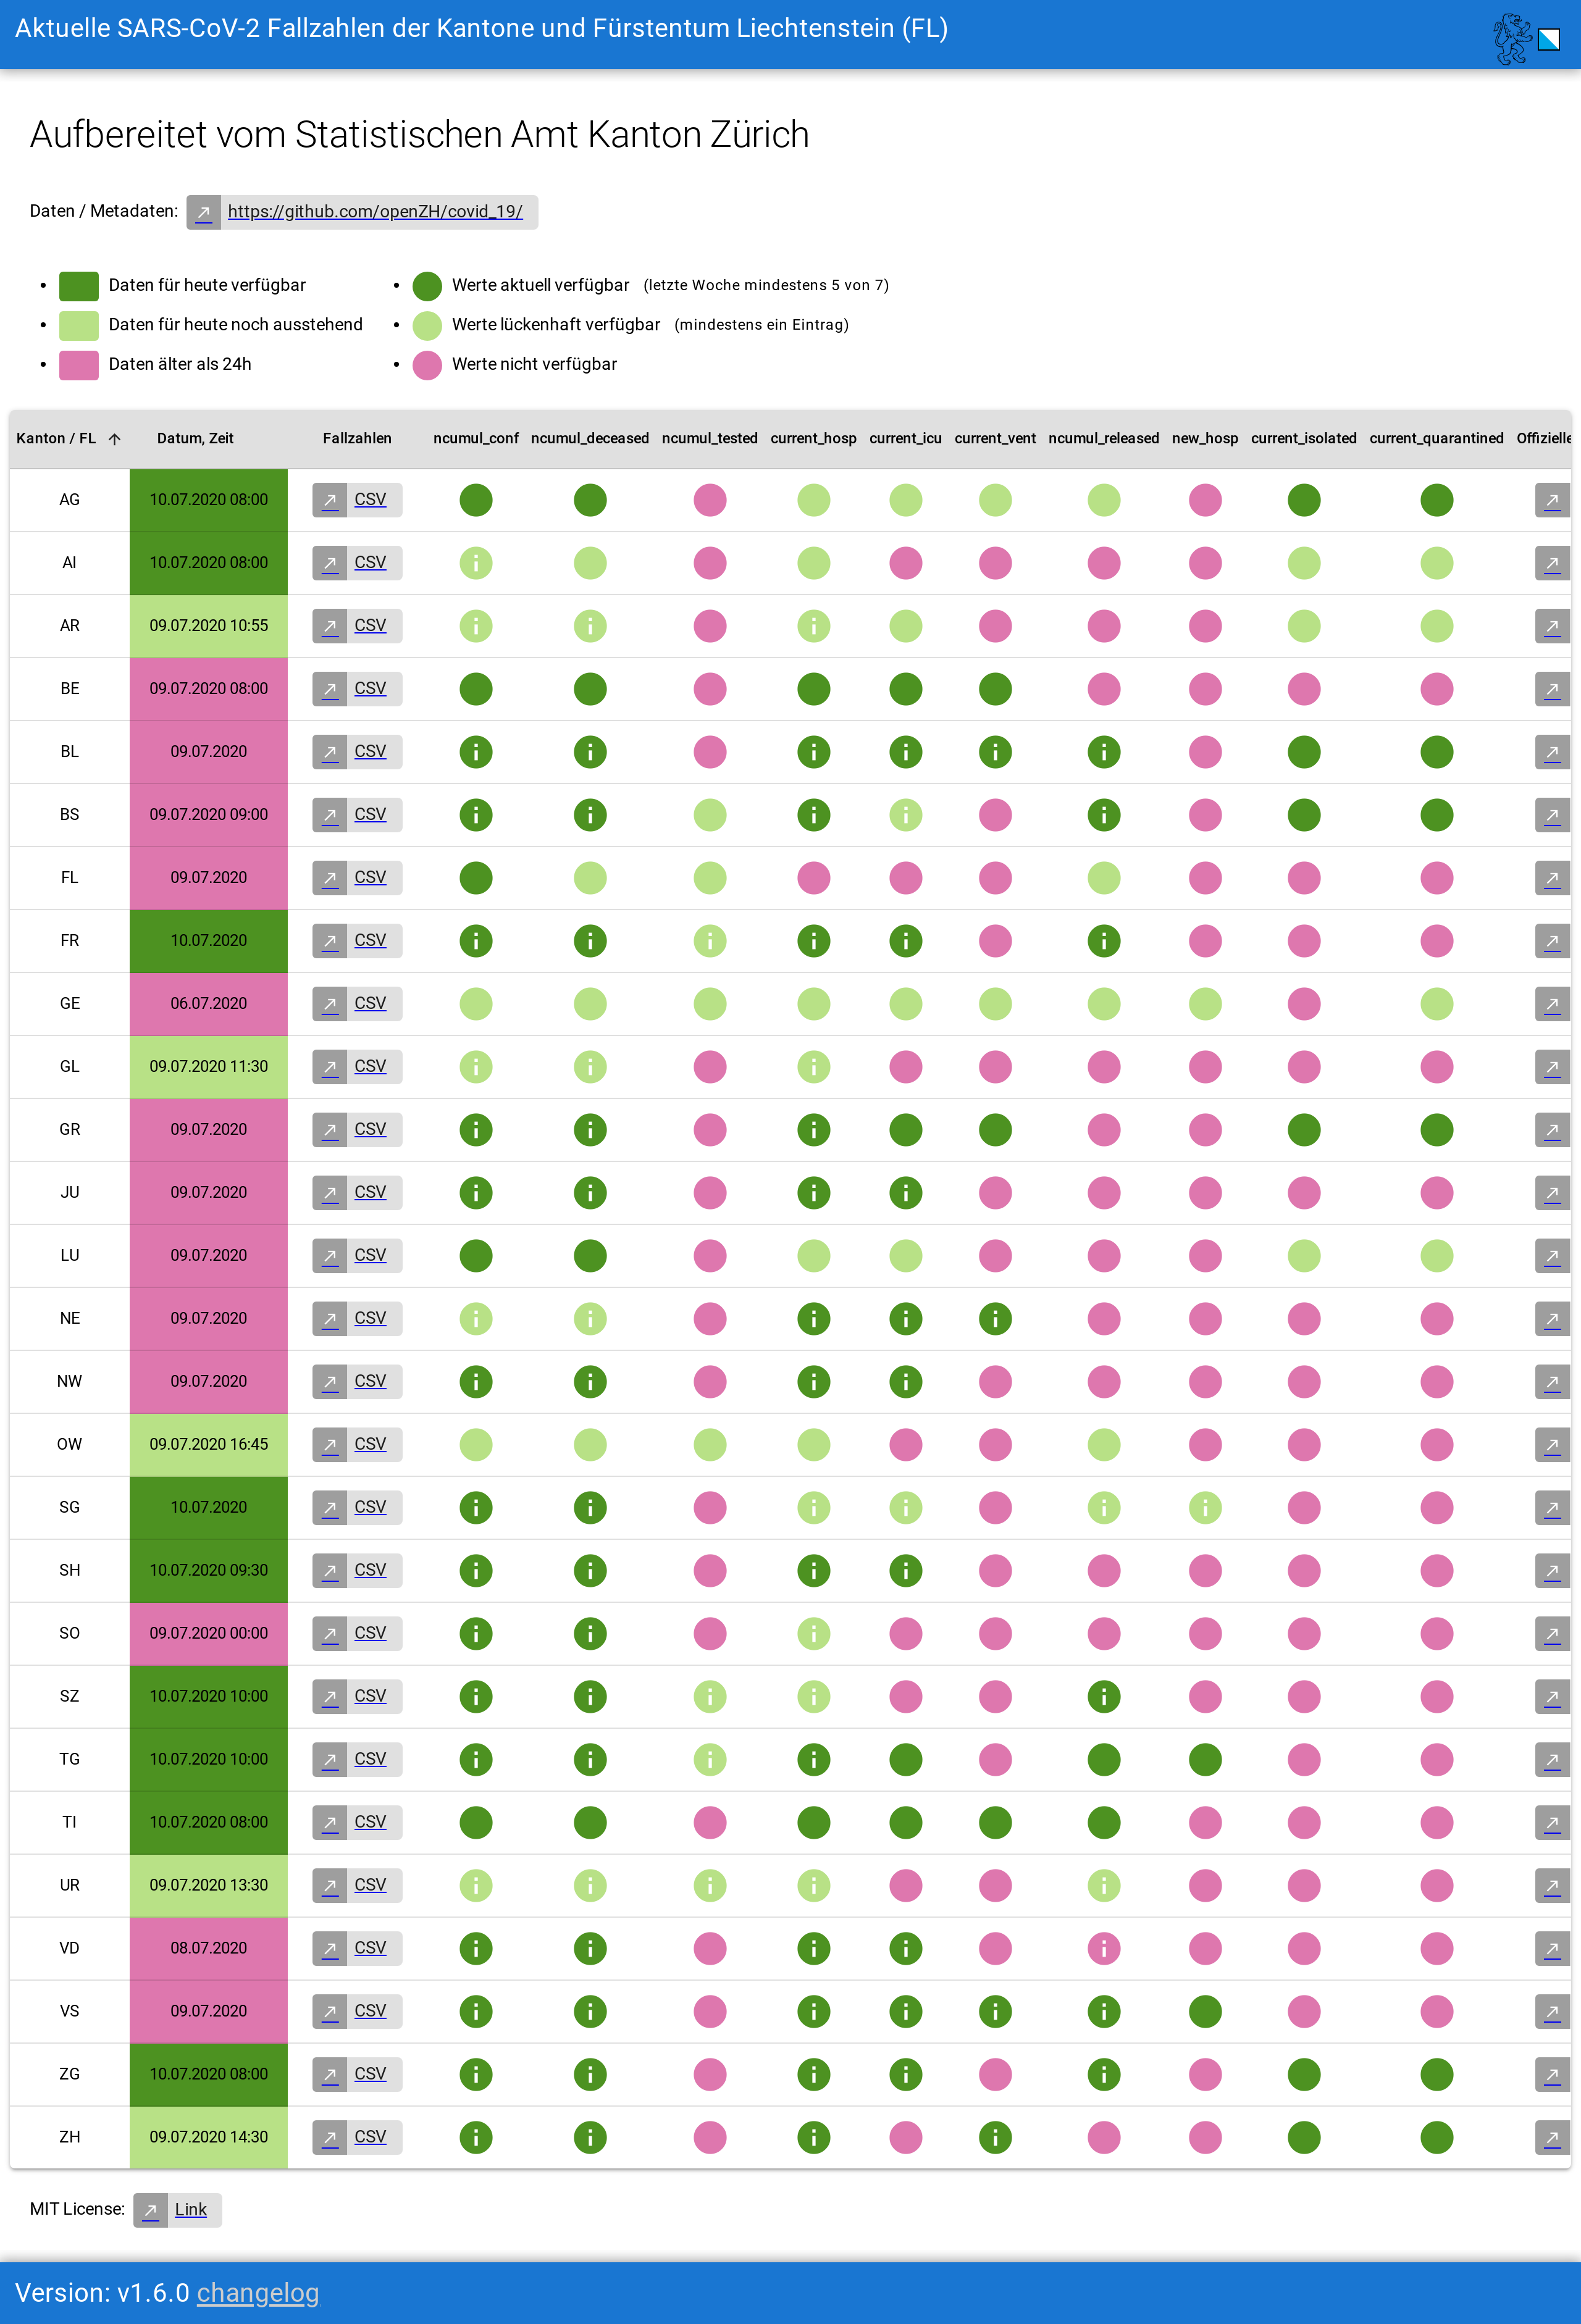 Aktuelle SARS-CoV-2 Fallzahlen der Kantone und Fürstentum Liechtenstein (FL)
Aufbereitet vom Statistischen Amt Kanton Zürich
Daten / Metadaten: https://github.com/openZH/covid_19/
Daten für heute verfügbar
Daten für heute noch ausstehend
Daten älter als 24h
Werte aktuell verfügbar (letzte Woche mindestens 5 von 7)
Werte lückenhaft verfügbar (mindestens ein Eintrag)
Werte nicht verfügbar
Kanton / FL Datum, Zeit Fallzahlen ncumul_conf ncumul_deceased ncumul_tested current_hosp current_icu current_vent ncumul_released new_hosp current_isolated current_quarantined Offizielle
AG 10.07.2020 08:00 CSV
AI 10.07.2020 08:00 CSV
AR 09.07.2020 10:55 CSV
BE 09.07.2020 08:00 CSV
BL 09.07.2020 CSV
BS 09.07.2020 09:00 CSV
FL 09.07.2020 CSV
FR 10.07.2020 CSV
GE 06.07.2020 CSV
GL 09.07.2020 11:30 CSV
GR 09.07.2020 CSV
JU 09.07.2020 CSV
LU 09.07.2020 CSV
NE 09.07.2020 CSV
NW 09.07.2020 CSV
OW 09.07.2020 16:45 CSV
SG 10.07.2020 CSV
SH 10.07.2020 09:30 CSV
SO 09.07.2020 00:00 CSV
SZ 10.07.2020 10:00 CSV
TG 10.07.2020 10:00 CSV
TI 10.07.2020 08:00 CSV
UR 09.07.2020 13:30 CSV
VD 08.07.2020 CSV
VS 09.07.2020 CSV
ZG 10.07.2020 08:00 CSV
ZH 09.07.2020 14:30 CSV
MIT License: Link
Version: v1.6.0 changelog